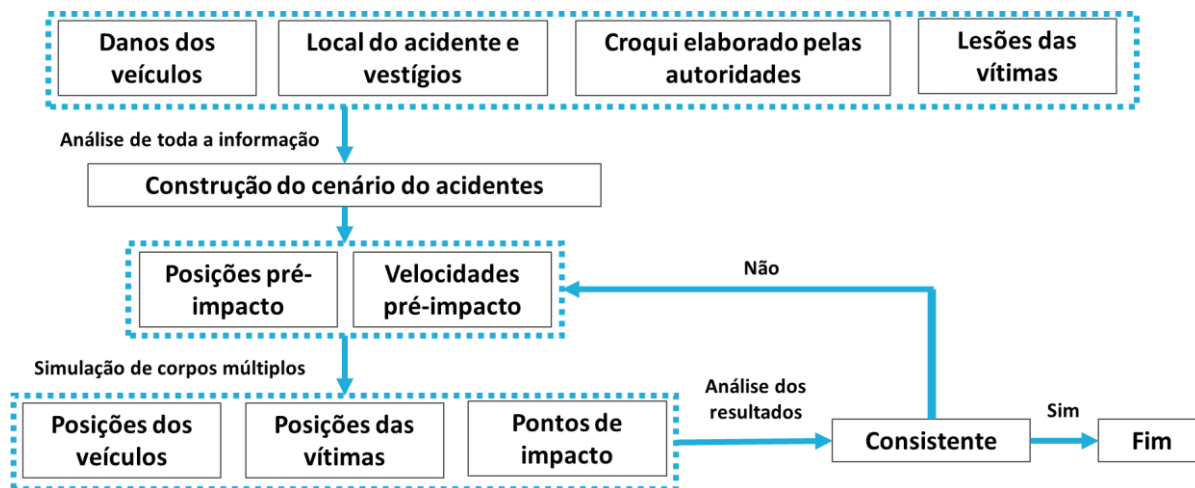 Danos dos
veículos
Local do acidente e
vestígios
Croqui elaborado pelas
autoridades
Lesões das
vítimas
Análise de toda a informação
Construção do cenário do acidentes
Posições pré-
impacto
Velocidades
pré-impacto
Não
Simulação de corpos múltiplos
Posições dos
veículos
Posições das
vítimas
Pontos de
impacto
Análise dos
resultados
Consistente
Sim
Fim